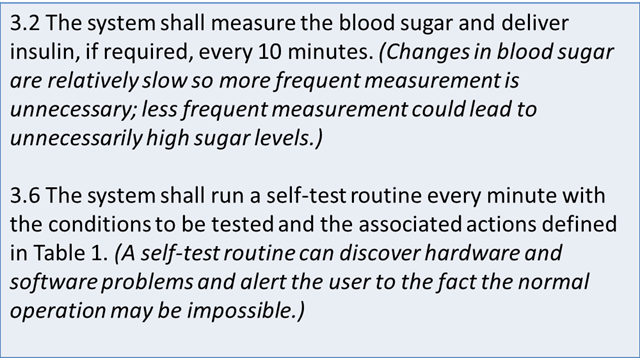 3.2 The system shall measure the blood sugar and deliver
insulin, if required, every 10 minutes. (Changes in blood sugar
are relatively slow so more frequent measurement is
unnecessary; less frequent measurement could lead to
unnecessarily high sugar levels.)
3.6 The system shall run a self-test routine every minute with
the conditions to be tested and the associated actions defined
in Table 1. (A self-test routine can discover hardware and
software problems and alert the user to the fact the normal
operation may be impossible.)